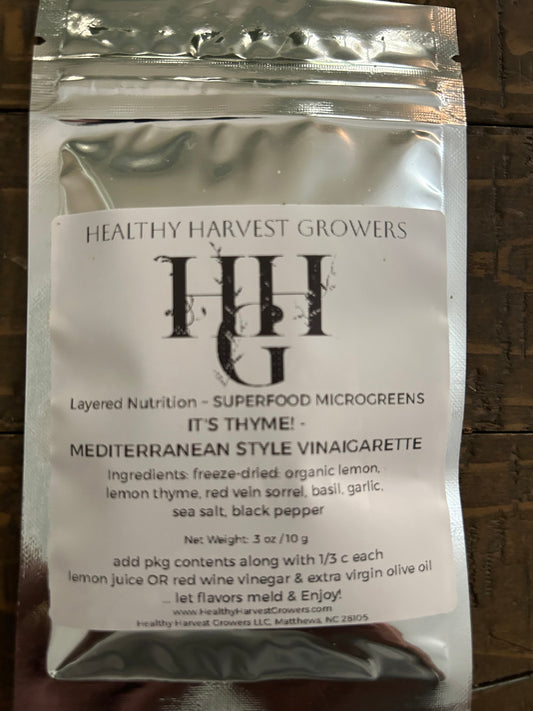 HEALTHY HARVEST GROWERS
HHG
Layered Nutrition ~ SUPERFOOD MICROGREENS
IT'S THYME! -
MEDITERRANEAN STYLE VINAIGARETTE
Ingredients: freeze-dried: organic lemon,
lemon thyme, red vein sorrel, basil, garlic,
sea salt, black pepper
Net Weight: .3 oz /10 g
add pkg contents along with 1/3 c each
lemon juice OR red wine vinegar & extra virgin olive oil
... let flavors meld & Enjoy!
www.HealthyHarvestGrowers.com
Healthy Harvest Growers LLC, Matthews, NC 28105